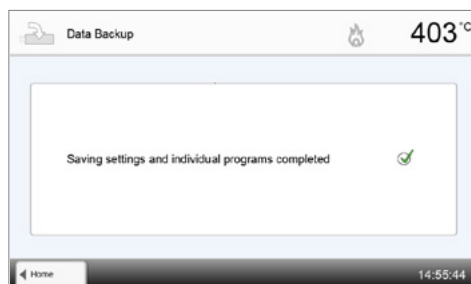 Data Backup
403°C
Saving settings and individual programs completed
Home
14:55:44